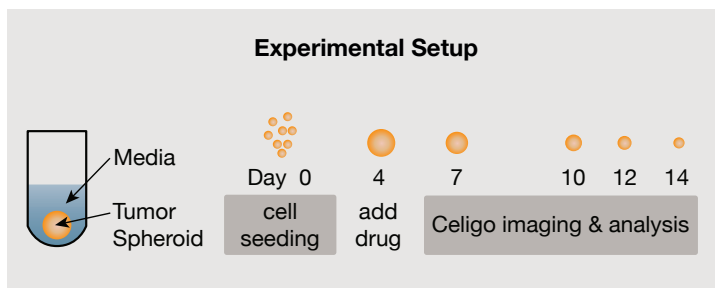 Experimental Setup
Media
Tumor
Spheroid
Day 0 4 7 10 12 14
cell
seeding
add
drug
Celigo imaging & analysis